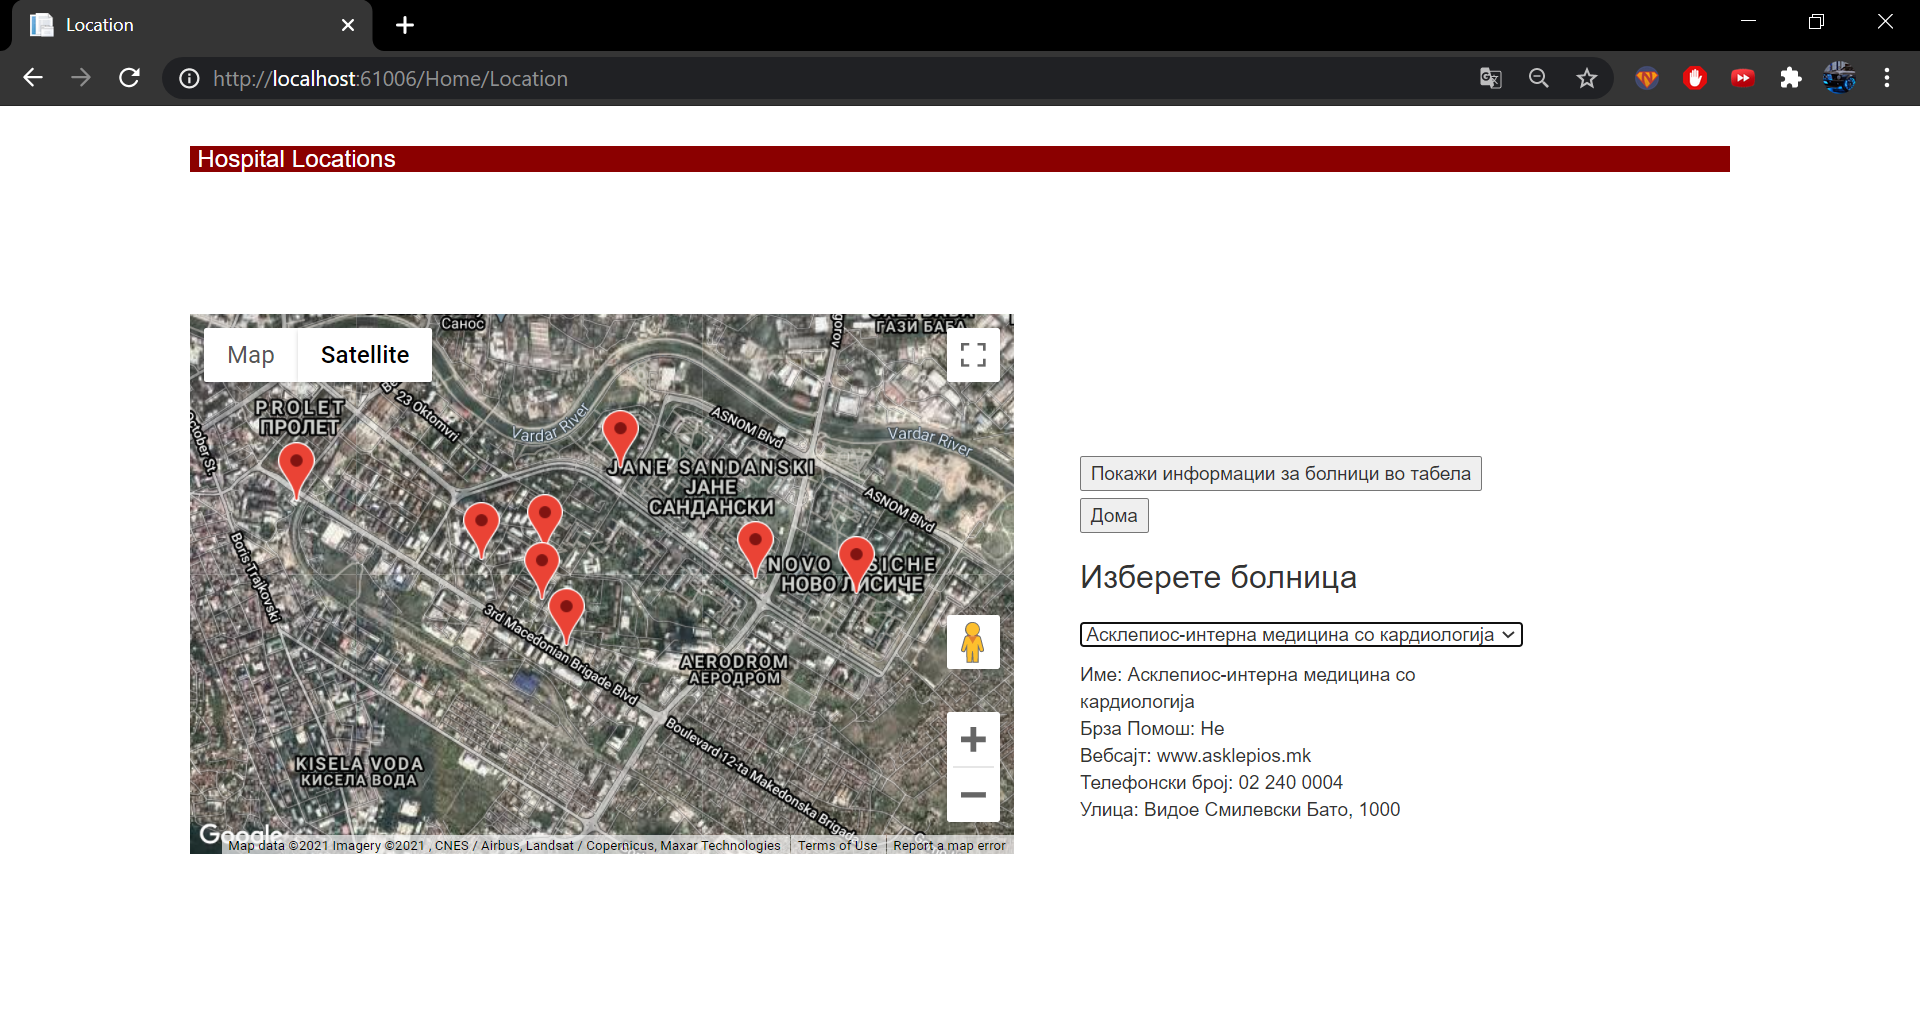 Location
http://localhost:61006/Home/Location
Hospital Locations
Map
Satellite
Санос
ГАЗИ БАБА
PROLET
ПРОЛЕТ
23 Oktomvri
Vardar River
ASNOM Blvd
Vardar River
JANE SANDANSKI
ЈАНЕ
САНДАНСКИ
ASNOM Blvd
Boris Trajkovski
NOVO
НОВО ЛИСИЧЕ
3rd Macedonian Brigade Blvd
AERODROM
АЕРОДРОМ
Boulevard 12-ta Makedonska Brigada
KISELA VODA
КИСЕЛА ВОДА
Google
Map data ©2021 Imagery ©2021 , CNES / Airbus, Landsat / Copernicus, Maxar Technologies
Terms of Use
Report a map error
Покажи информации за болници во табела
Дома
Изберете болница
Асклепиос-интерна медицина со кардиологија
Име: Асклепиос-интерна медицина со
кардиологија
Брза Помош: Не
Вебсајт: www.asklepios.mk
Телефонски број: 02 240 0004
Улица: Видое Смилевски Бато, 1000